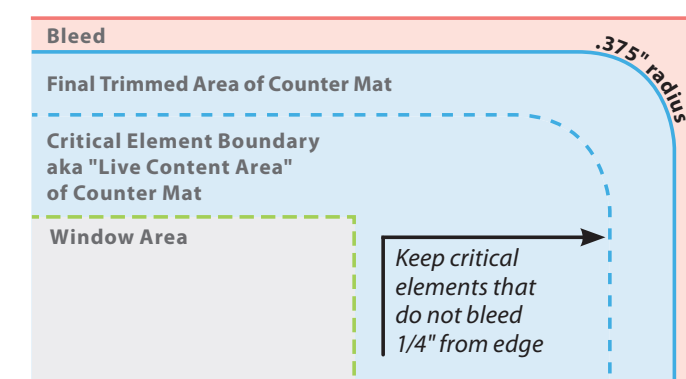 Bleed
.375" radius
Final Trimmed Area of Counter Mat
Critical Element Boundary
aka "Live Content Area"
of Counter Mat
Window Area
Keep critical
elements that
do not bleed
1/4" from edge